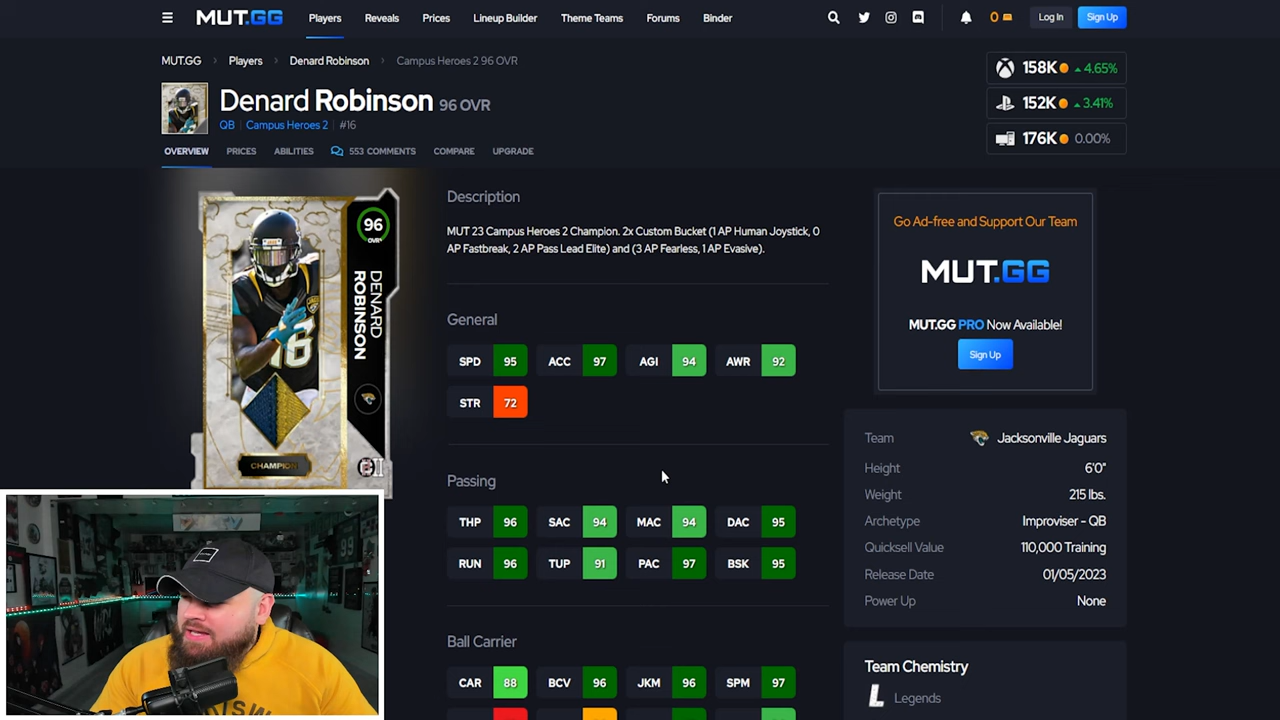 MUT.GG Players Reveals Prices Lineup Builder Theme Teams Forums Binder 0 Log In Sign Up
MUT.GG > Players > Denard Robinson > Campus Heroes 2 96 OVR
Denard Robinson 96 OVR
QB Campus Heroes 2 #16
158K 4.65%
152K 3.41%
176K 0.00%
OVERVIEW PRICES ABILITIES 553 COMMENTS COMPARE UPGRADE
96
OVR
DENARD
ROBINSON
16
CHAMPION
Description
MUT 23 Campus Heroes 2 Champion. 2x Custom Bucket (1 AP Human Joystick, 0
AP Fastbreak, 2 AP Pass Lead Elite) and (3 AP Fearless, 1 AP Evasive).
General
SPD 95 ACC 97 AGI 94 AWR 92
STR 72
Passing
THP 96 SAC 94 MAC 94 DAC 95
RUN 96 TUP 91 PAC 97 BSK 95
Ball Carrier
CAR 88 BCV 96 JKM 96 SPM 97
Go Ad-free and Support Our Team
MUT.GG
MUT.GG PRO Now Available!
Sign Up
Team Jacksonville Jaguars
Height 6'0"
Weight 215 lbs.
Archetype Improviser - QB
Quicksell Value 110,000 Training
Release Date 01/05/2023
Power Up None
Team Chemistry
L Legends
99